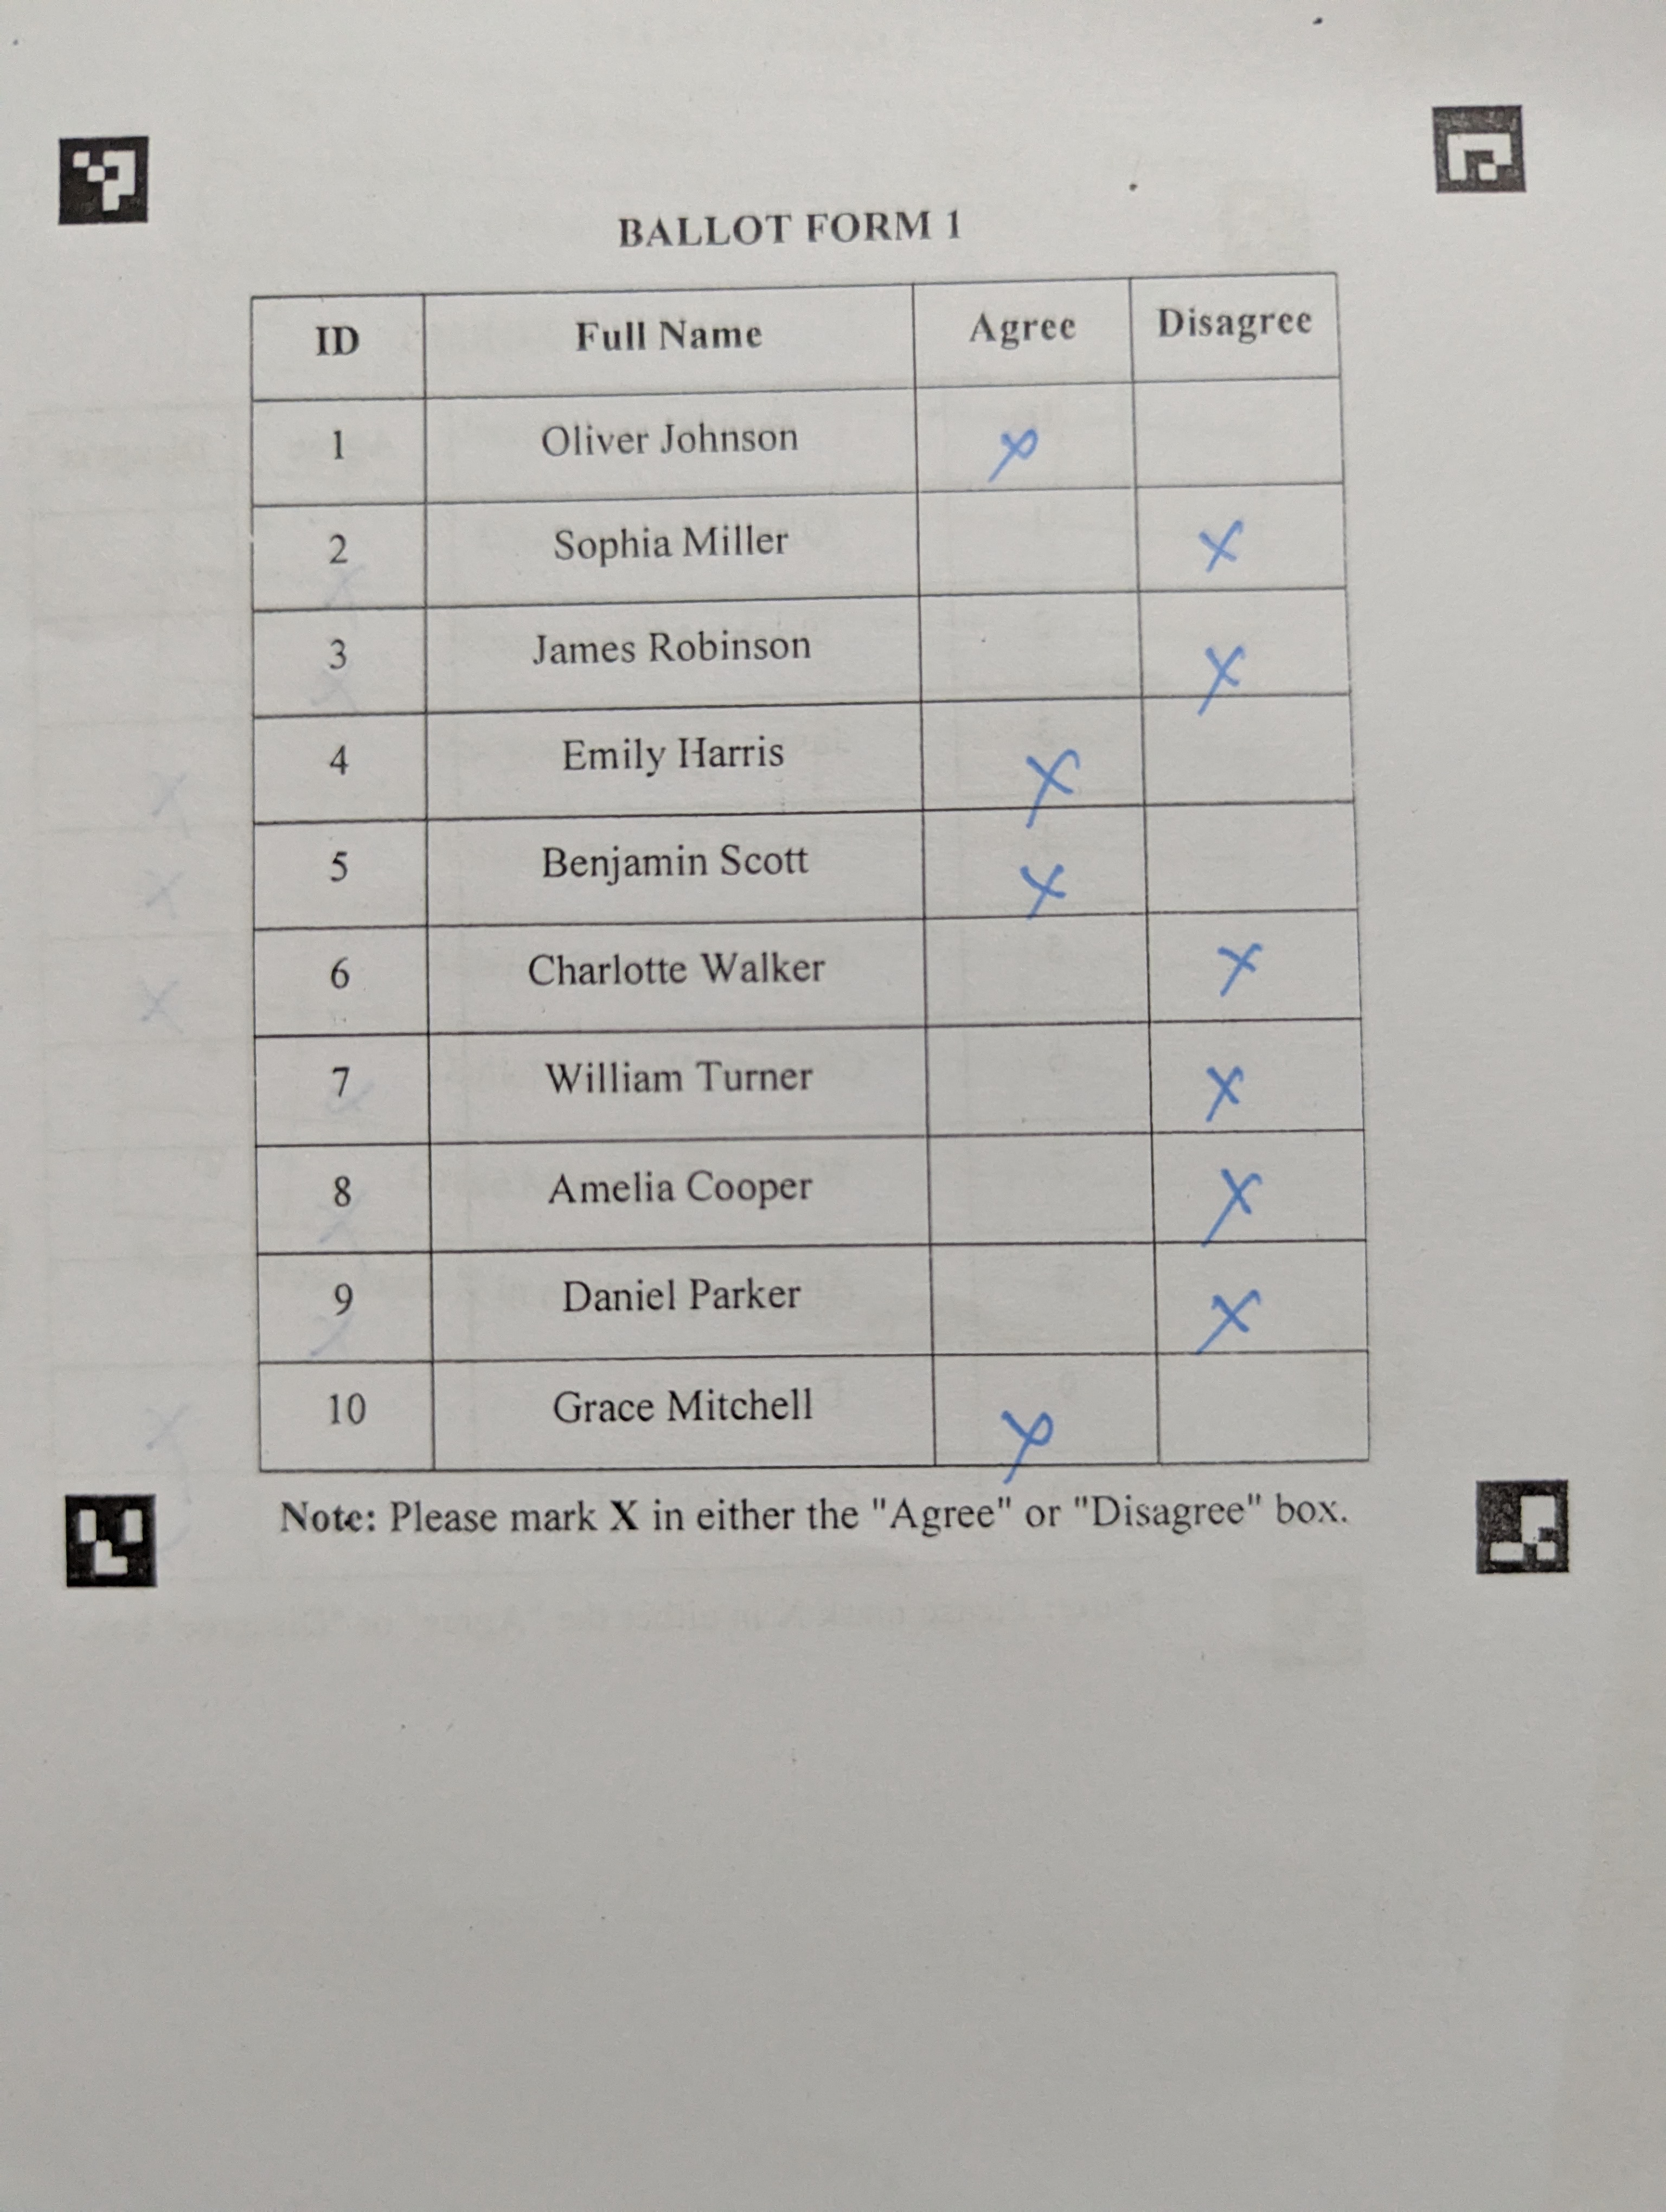 BALLOT FORM 1
ID Full Name Agree Disagree
1 Oliver Johnson X
2 Sophia Miller X
3 James Robinson X
4 Emily Harris X
5 Benjamin Scott X
6 Charlotte Walker X
7 William Turner X
8 Amelia Cooper X
9 Daniel Parker X
10 Grace Mitchell X
Note: Please mark X in either the "Agree" or "Disagree" box.